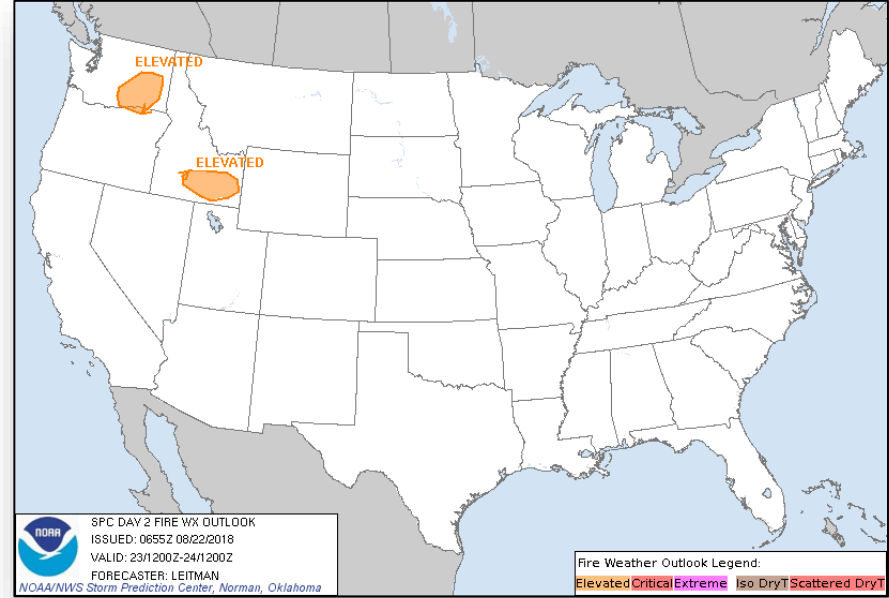 ELEVATED
ELEVATED
NOAA
SPC DAY 2 FIRE WX OUTLOOK
ISSUED: 0655Z 08/22/2018
VALID: 23/1200Z-24/1200Z
FORECASTER: LEITMAN
NOAA/NWS Storm Prediction Center, Norman, Oklahoma
Fire Weather Outlook Legend:
Elevated Critical Extreme Iso DryT Scattered DryT